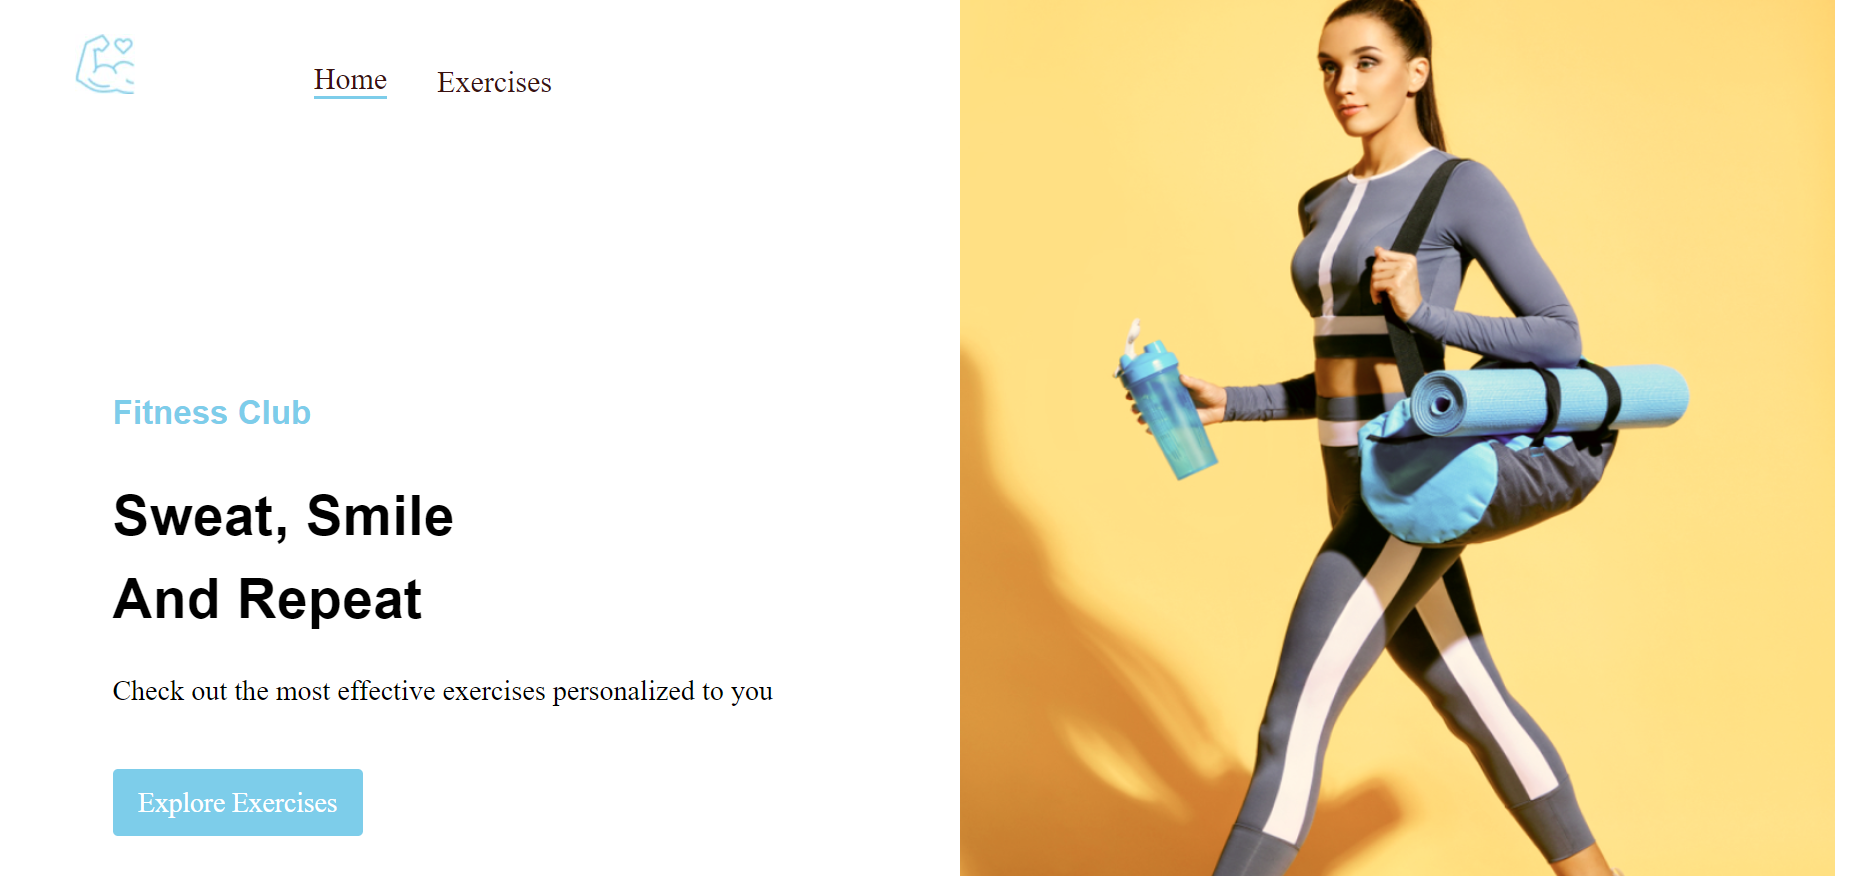 Home
Exercises
Fitness Club
Sweat, Smile
And Repeat
Check out the most effective exercises personalized to you
Explore Exercises